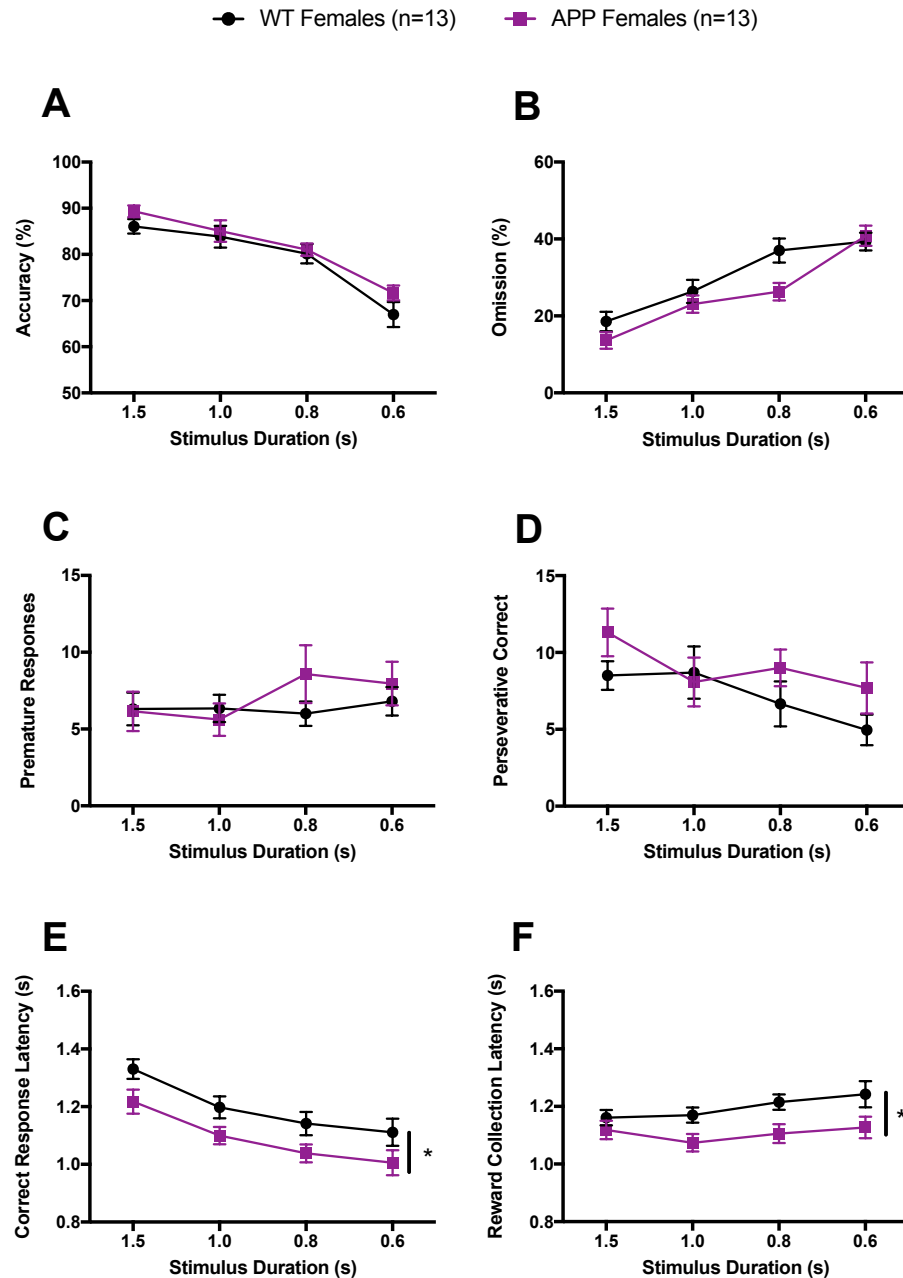 WT Females (n=13) APP Females (n=13)
A
B
Accuracy (%)
100
90
80
70
60
50
1.5 1.0 0.8 0.6
Stimulus Duration (s)
Omission (%)
60
40
20
0
1.5 1.0 0.8 0.6
Stimulus Duration (s)
C
D
Premature Responses
15
10
5
0
1.5 1.0 0.8 0.6
Stimulus Duration (s)
Perseverative Correct
15
10
5
0
1.5 1.0 0.8 0.6
Stimulus Duration (s)
E
F
Correct Response Latency (s)
1.6
1.4
1.2
1.0
0.8
*
1.5 1.0 0.8 0.6
Stimulus Duration (s)
Reward Collection Latency (s)
1.6
1.4
1.2
1.0
0.8
*
1.5 1.0 0.8 0.6
Stimulus Duration (s)